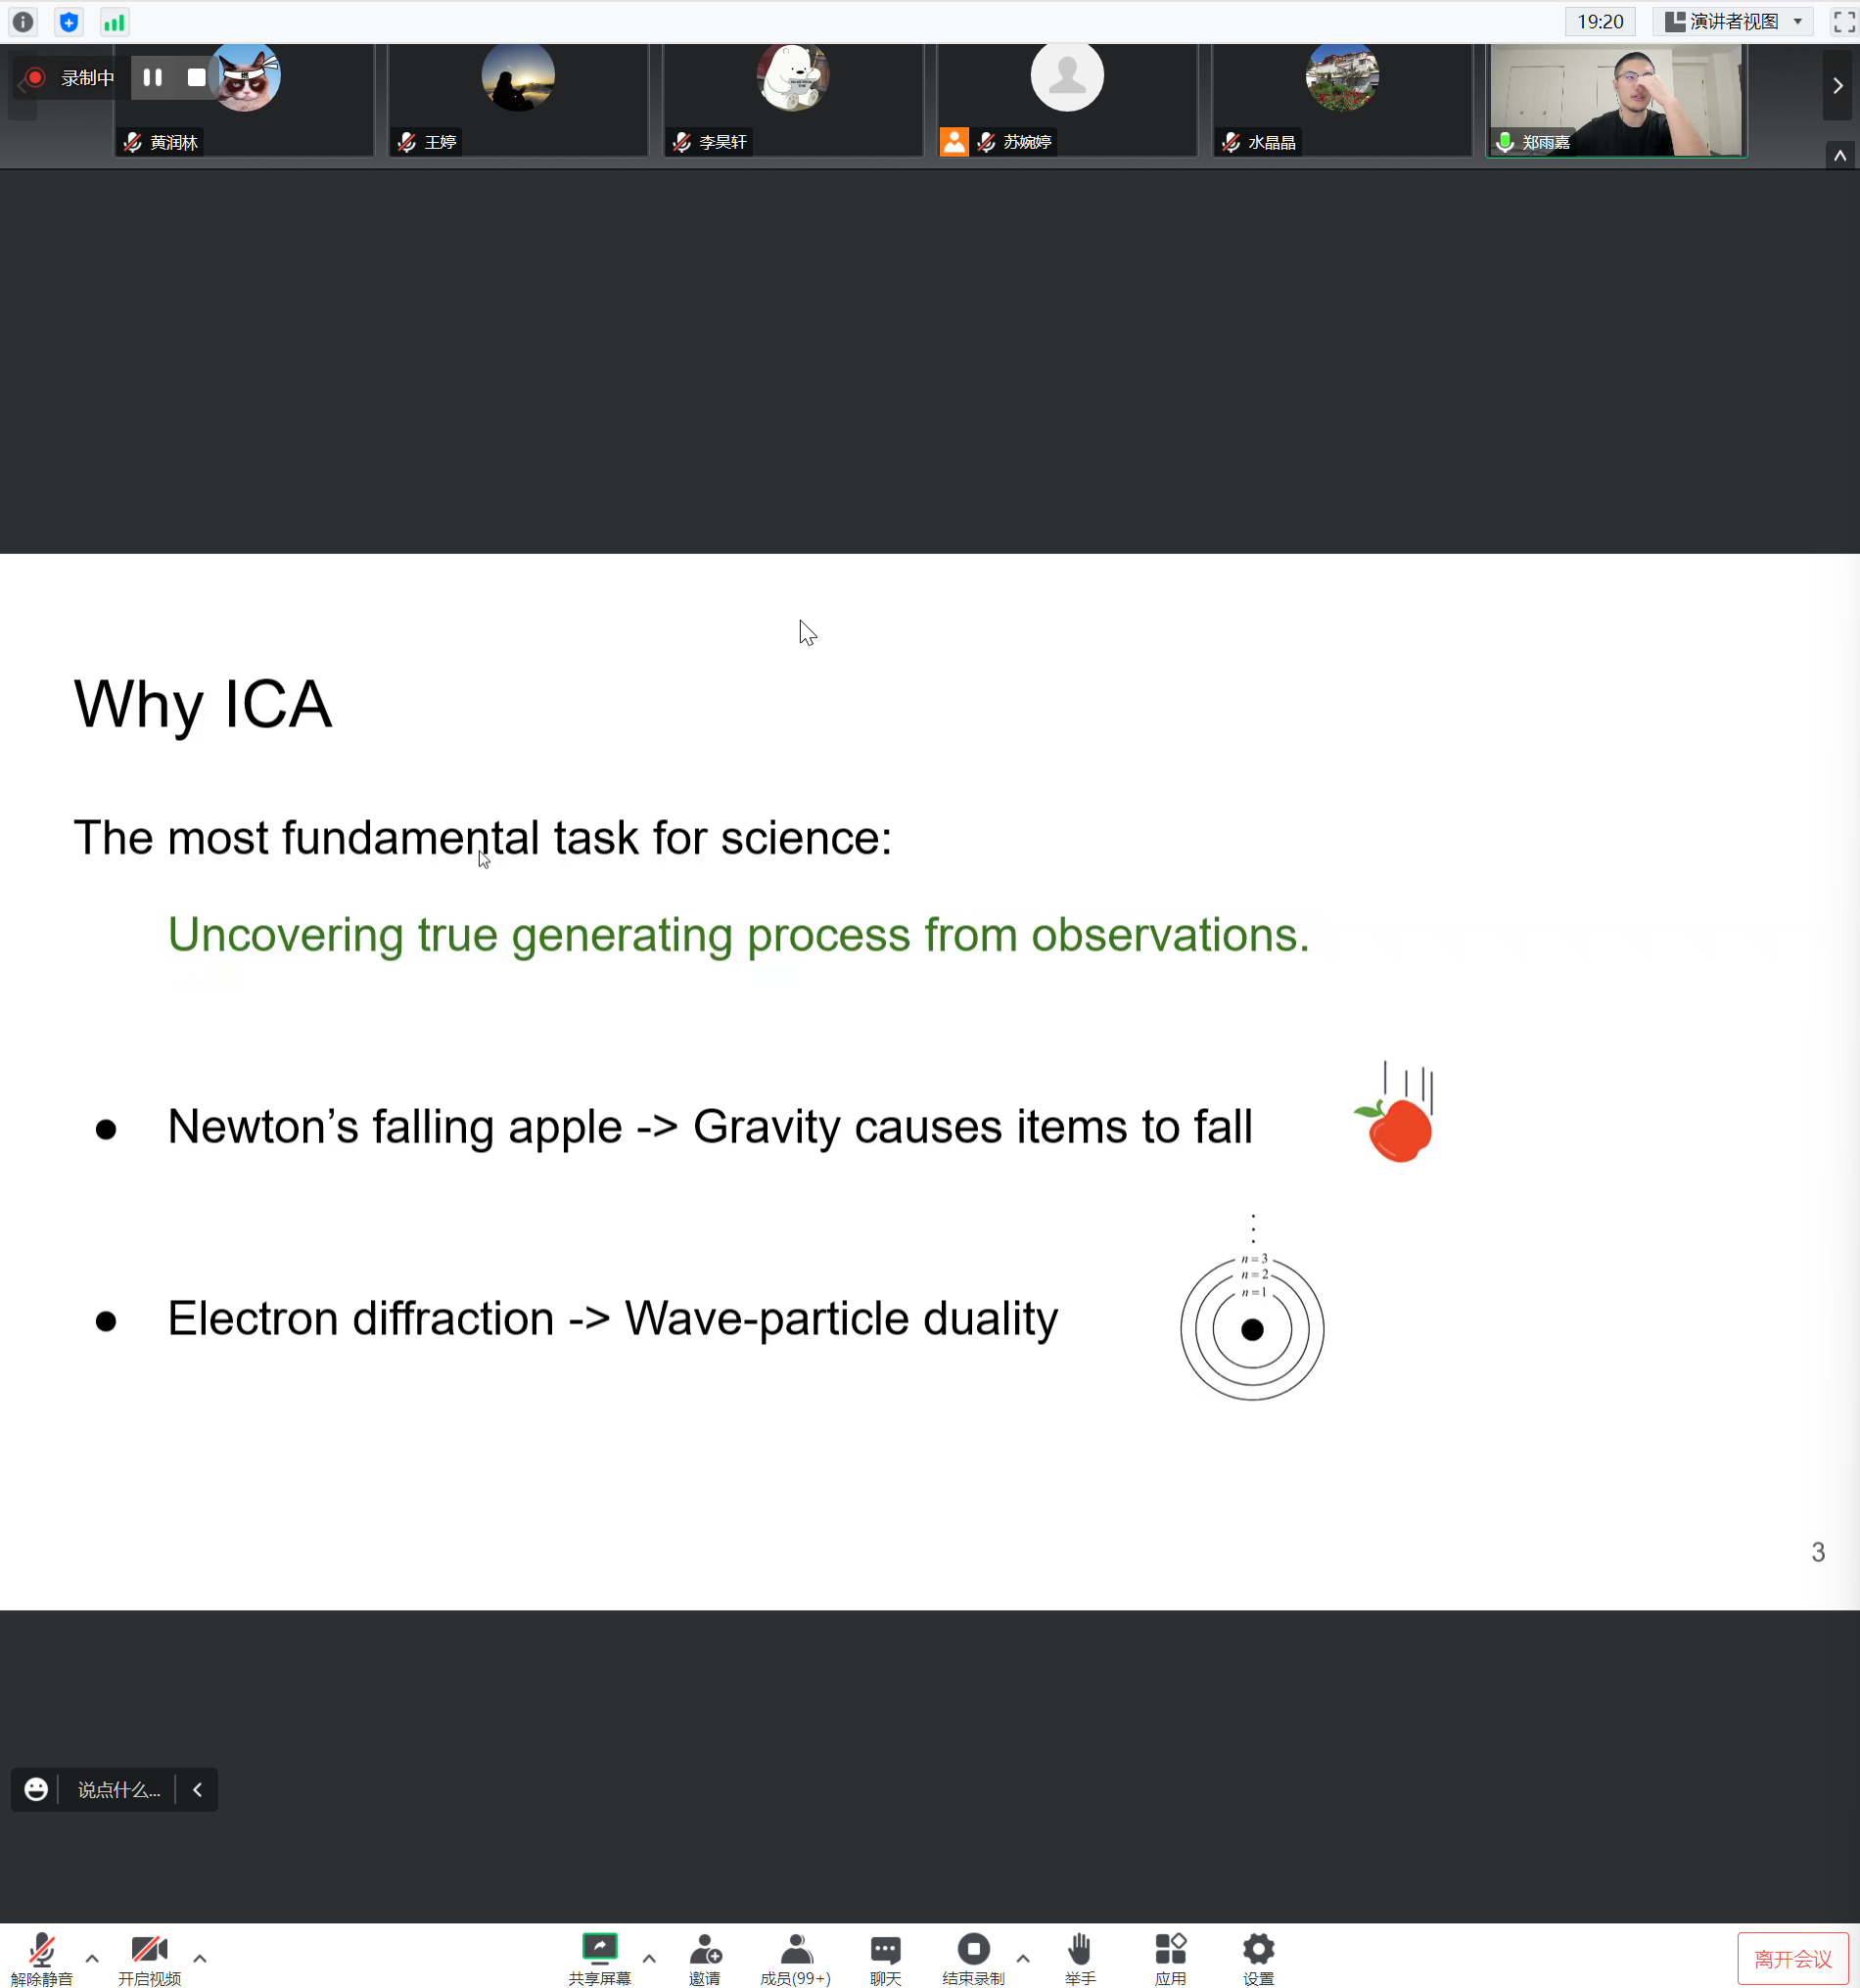 19:20
演讲者视图
录制中
黄润林
王婷
李昊轩
苏婉婷
水晶晶
郑雨嘉
Why ICA
The most fundamental task for science:
Uncovering true generating process from observations.
● Newton’s falling apple -> Gravity causes items to fall
n = 3
n = 2
n = 1
● Electron diffraction -> Wave-particle duality
3
说点什么...
解除静音
开启视频
共享屏幕
邀请
成员(99+)
聊天
结束录制
举手
应用
设置
离开会议